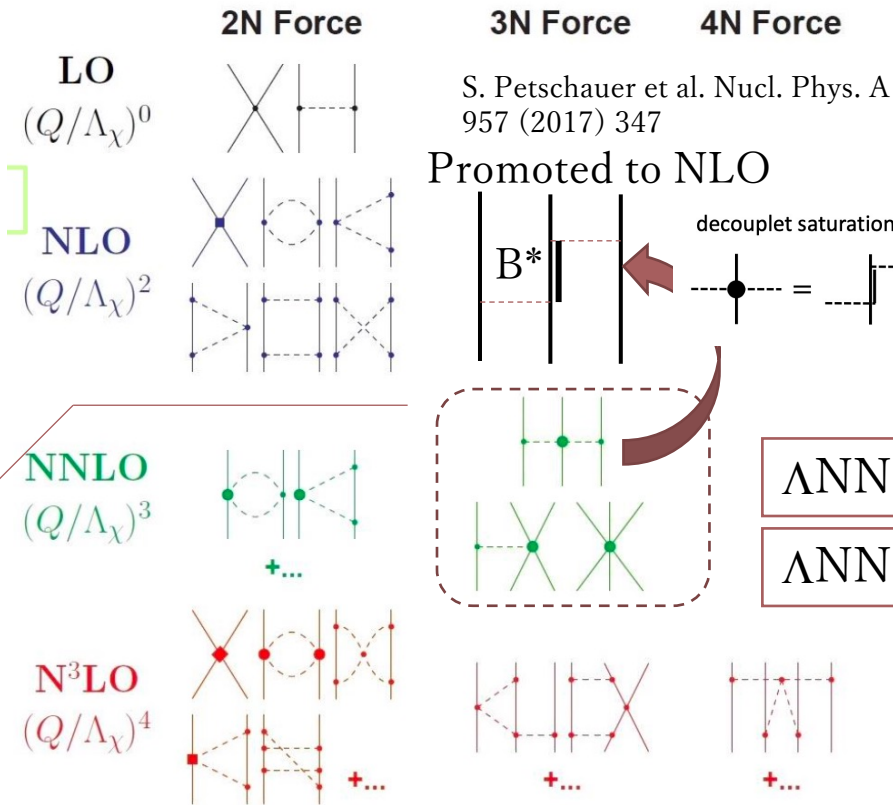 2N Force 3N Force 4N Force
LO
(Q/Λχ)⁰
S. Petschauer et al. Nucl. Phys. A
957 (2017) 347
Promoted to NLO
NLO
(Q/Λχ)²
B*
decouplet saturation
=
NNLO
(Q/Λχ)³
+...
ΛNN
ΛNN
N³LO
(Q/Λχ)⁴
+...
+...
+...